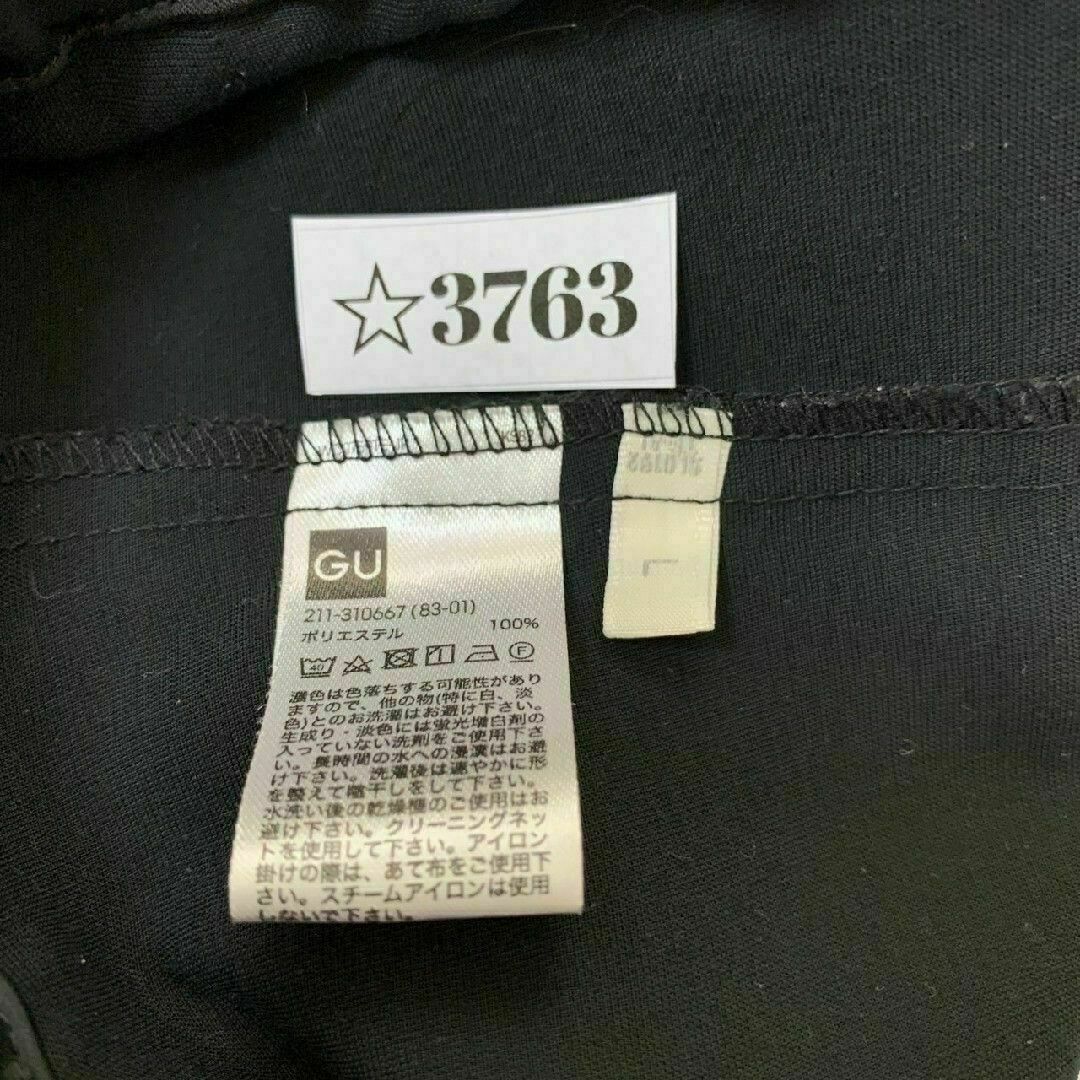 ☆3763
GU
211-310667 (83-01)
ポリエステル 100%
40
F
濃色は色落ちする可能性があり
ますので、他の物(特に白、淡
色)とのお洗濯はお避け下さい。
生成り・淡色には蛍光増白剤の
入っていない洗剤をご使用下さ
い。長時間の水への浸漬はお避
け下さい。洗濯後は速やかに形
を整えて陰干しをして下さい。
水洗い後の乾燥機のご使用はお
避け下さい。クリーニングネッ
トを使用して下さい。アイロン
掛けの際は、あて布をご使用下
さい。スチームアイロンは使用
しないで下さい。
L